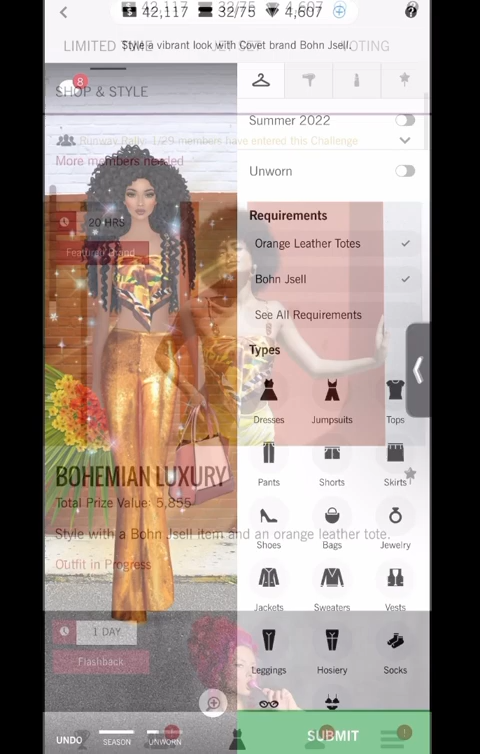 42,117 32/75 4,607
Style a vibrant look with Covet brand Bohn Jsell.
LIMITED TIME
VOTING
8
SHOP & STYLE
Summer 2022
Runway Rally: 1/29 members have entered this Challenge
More members needed
Unworn
Requirements
20 HRS
Orange Leather Totes
Featured Brand
Bohn Jsell
See All Requirements
Types
Dresses Jumpsuits Tops
BOHEMIAN LUXURY
Pants Shorts Skirts
Total Prize Value: 5,855
Style with a Bohn Jsell item and an orange leather tote.
Shoes Bags Jewelry
Outfit in Progress
Jackets Sweaters Vests
1 DAY
Flashback
Leggings Hosiery Socks
UNDO SEASON UNWORN SUBMIT